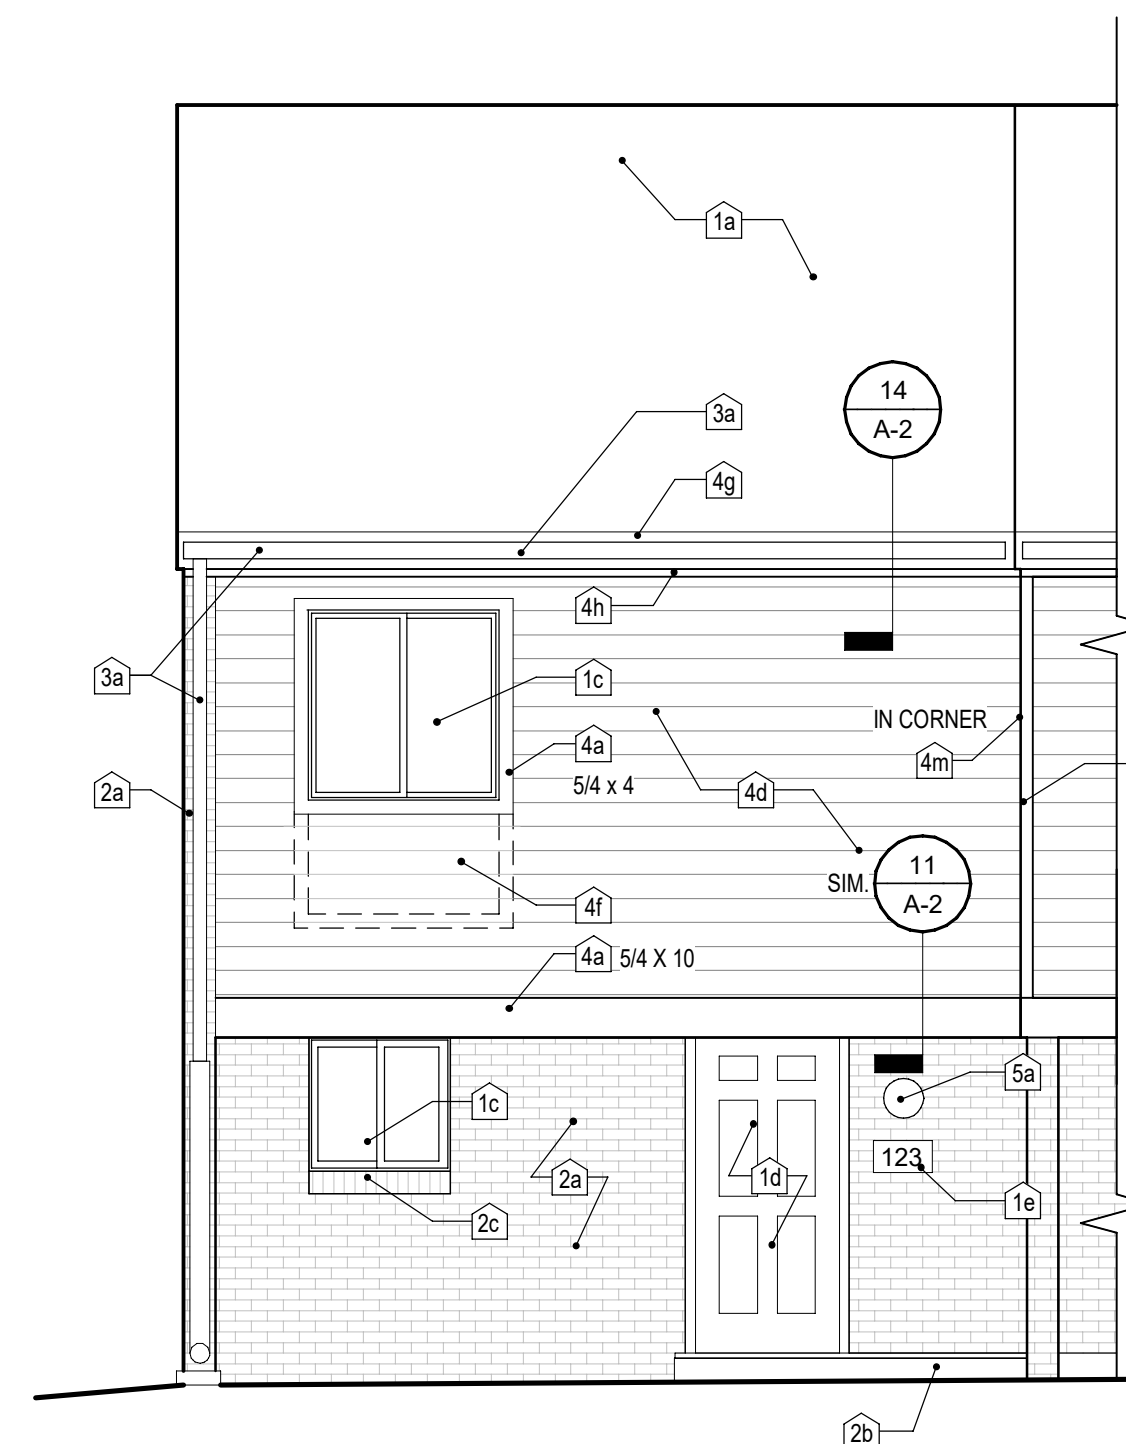 1a
14
A-2
3a
4g
4h
3a
1c
IN CORNER
4a
4m
5/4 x 4
2a
4d
11
SIM.
A-2
4f
4a 5/4 X 10
5a
1c
123
2a
1d
1e
2c
2b